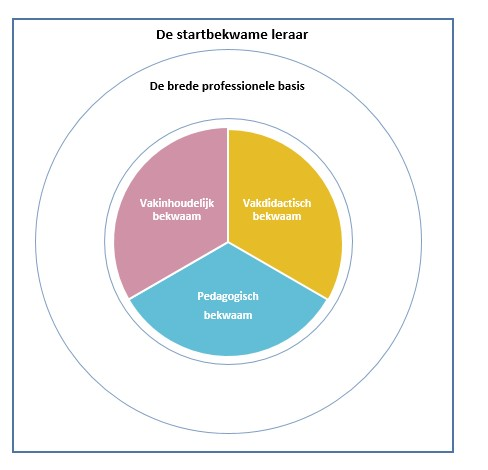 De startbekwame leraar
De brede professionele basis
Vakinhoudelijk
bekwaam
Vakdidactisch
bekwaam
Pedagogisch
bekwaam